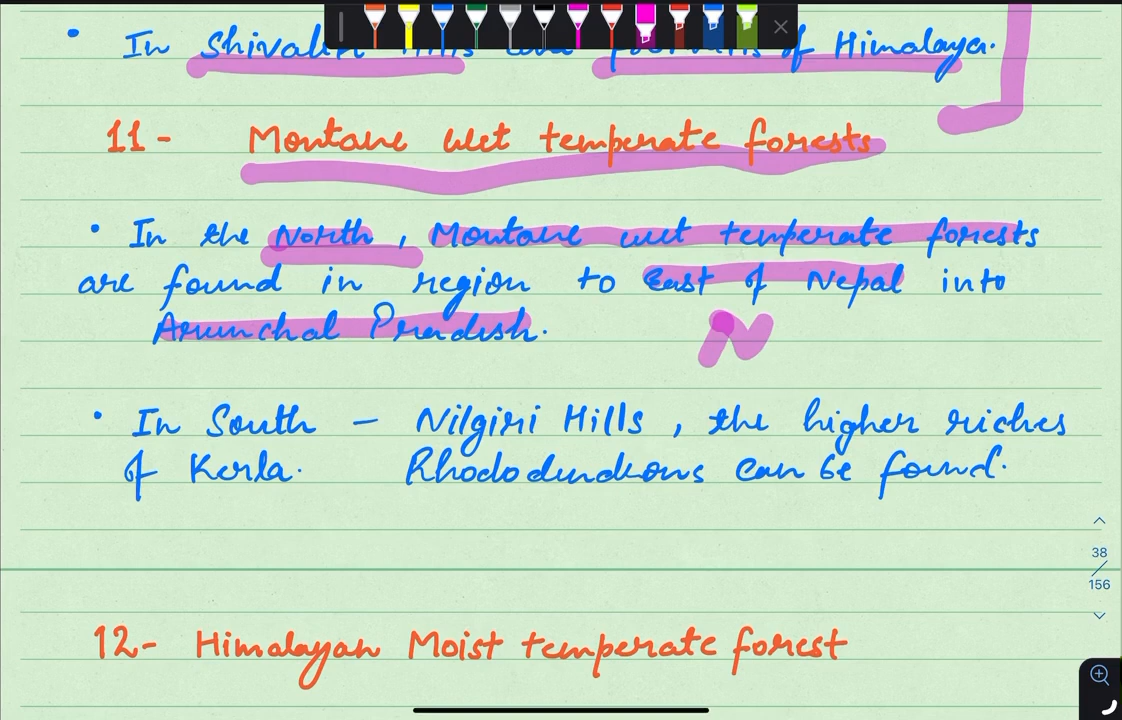 • In Shivalik Hills and foothills of Himalaya.
11- Montane wet temperate forests
• In the North, Montane wet temperate forests
are found in region to East of Nepal into
Arunchal Pradesh.
N
• In South – Nilgiri Hills, the higher riches
of Kerla. Rhododendrons can be found.
38
156
12- Himalayan Moist temperate forest